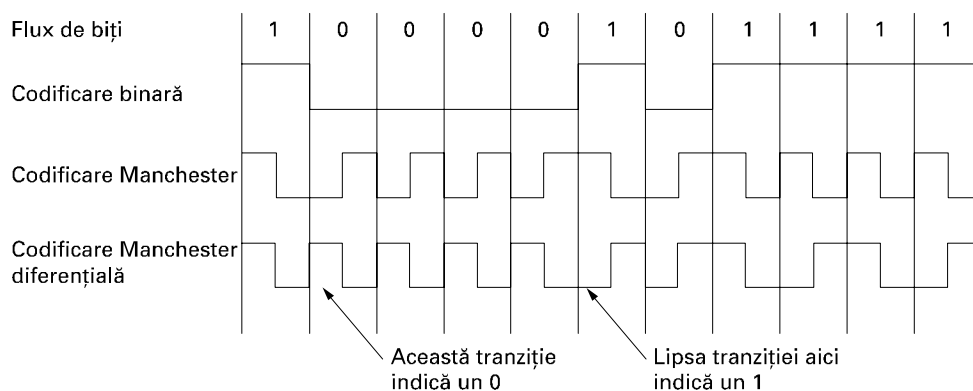 Flux de biți 1 0 0 0 0 1 0 1 1 1 1
Codificare binară
Codificare Manchester
Codificare Manchester
diferențială
Această tranziție
indică un 0
Lipsa tranziției aici
indică un 1